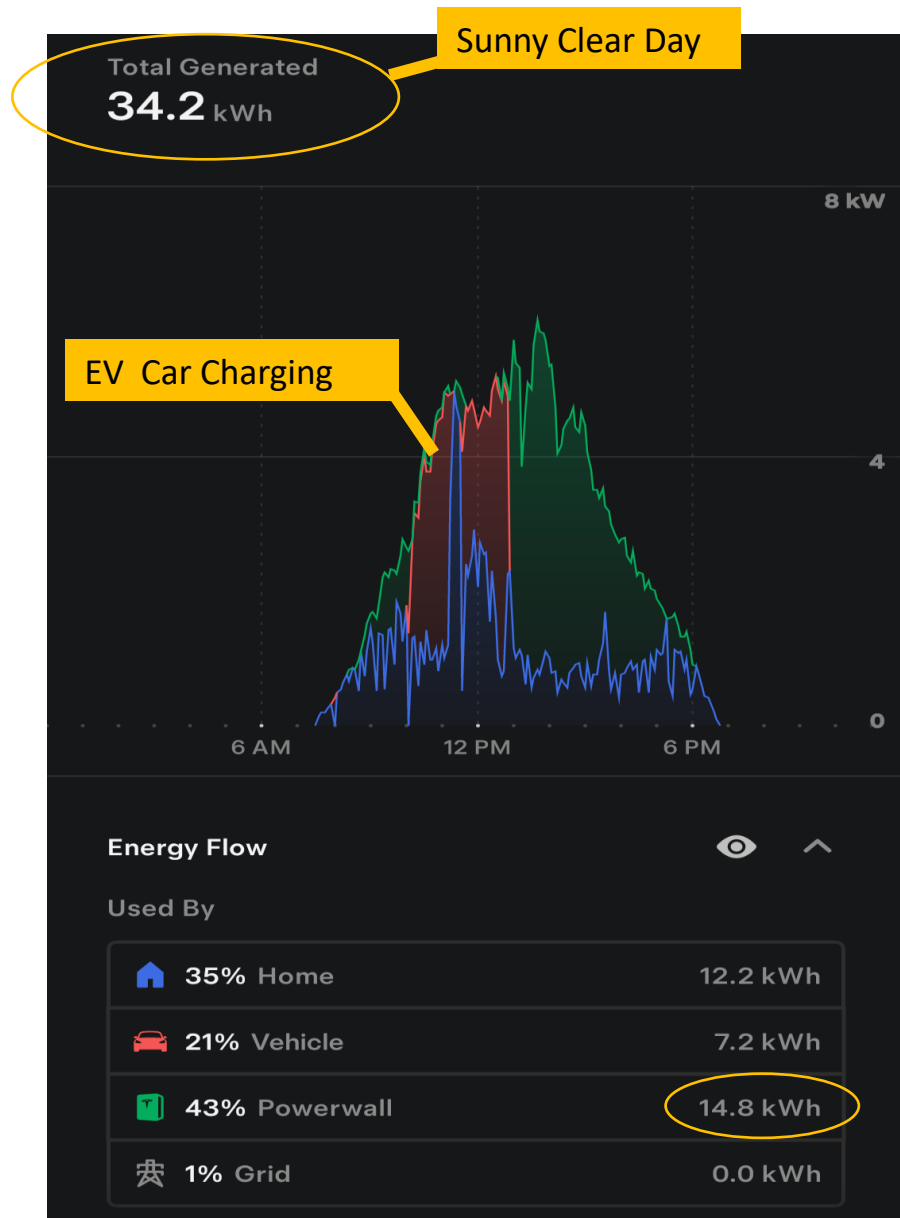 Sunny Clear Day
Total Generated
34.2 kWh
8 kW
EV Car Charging
4
0
6 AM 12 PM 6 PM
Energy Flow
Used By
35% Home 12.2 kWh
21% Vehicle 7.2 kWh
43% Powerwall 14.8 kWh
1% Grid 0.0 kWh